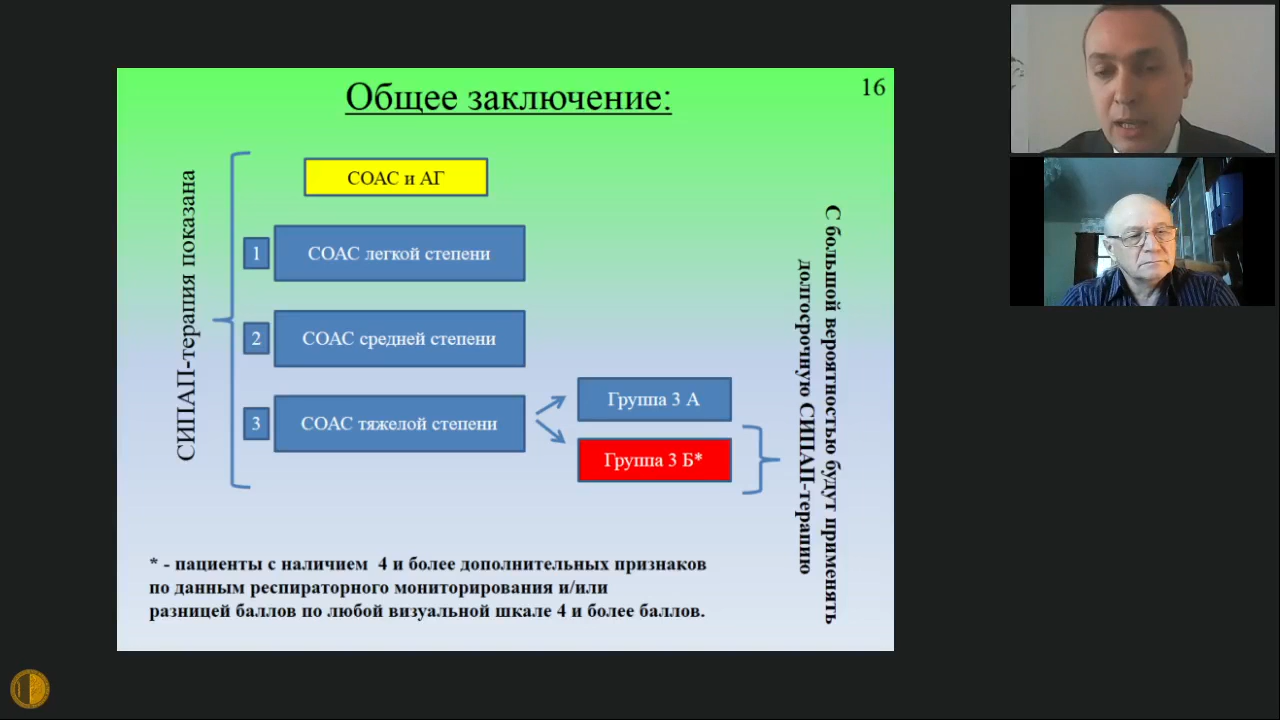 Общее заключение:
16
СИПАП-терапия показана
СОАС и АГ
1
СОАС легкой степени
2
СОАС средней степени
3
СОАС тяжелой степени
Группа 3 А
Группа 3 Б*
С большой вероятностью будут применять
долгосрочную СИПАП-терапию
* - пациенты с наличием 4 и более дополнительных признаков
по данным респираторного мониторирования и/или
разницей баллов по любой визуальной шкале 4 и более баллов.